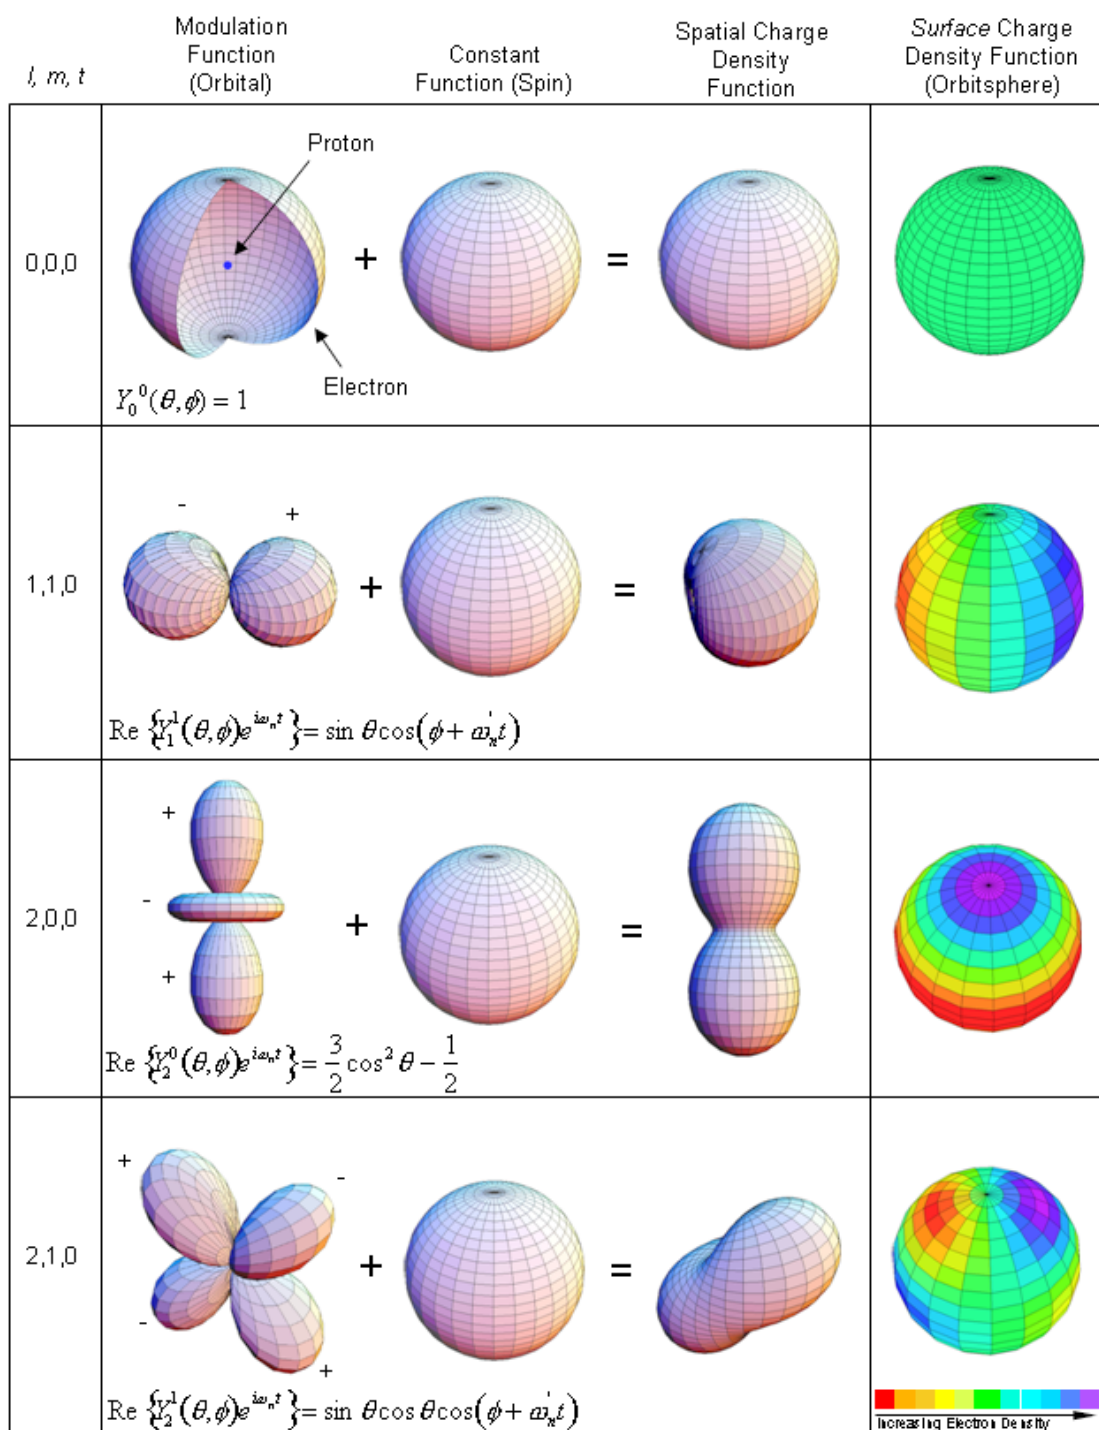 l, m, t
Modulation
Function
(Orbital)
Constant
Function (Spin)
Spatial Charge
Density
Function
Surface Charge
Density Function
(Orbitsphere)
0,0,0
Proton
+
=
Electron
Y₀⁰(θ,ϕ) = 1
1,1,0
-
+
+
=
Re {Y₁¹(θ,ϕ)e^{iωₙt}} = sin θcos(ϕ + ω'ₙt)
2,0,0
+
-
+
+
=
Re {Y₂⁰(θ,ϕ)e^{iωₙt}} = 3/2 cos² θ − 1/2
2,1,0
+
-
+
=
-
+
Re {Y₂¹(θ,ϕ)e^{iωₙt}} = sin θcos θcos(ϕ + ω'ₙt)
Increasing Electron Density